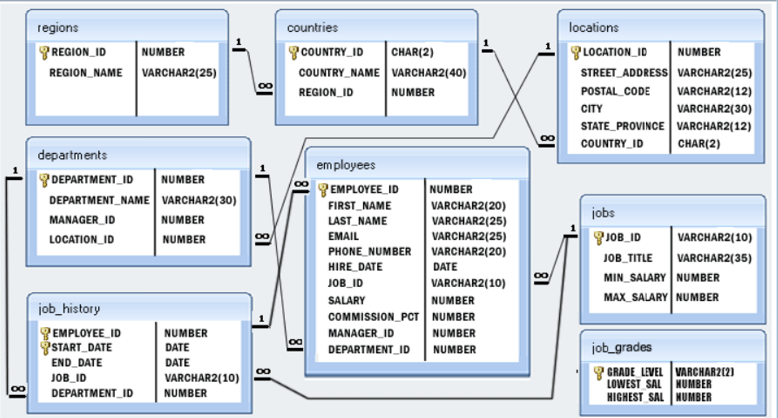 regions
REGION_ID NUMBER
REGION_NAME VARCHAR2(25)
countries
COUNTRY_ID CHAR(2)
COUNTRY_NAME VARCHAR2(40)
REGION_ID NUMBER
locations
LOCATION_ID NUMBER
STREET_ADDRESS VARCHAR2(25)
POSTAL_CODE VARCHAR2(12)
CITY VARCHAR2(30)
STATE_PROVINCE VARCHAR2(12)
COUNTRY_ID CHAR(2)
1
∞
1
∞
1
∞
departments
DEPARTMENT_ID NUMBER
DEPARTMENT_NAME VARCHAR2(30)
MANAGER_ID NUMBER
LOCATION_ID NUMBER
1
∞
1
∞
employees
EMPLOYEE_ID NUMBER
FIRST_NAME VARCHAR2(20)
LAST_NAME VARCHAR2(25)
EMAIL VARCHAR2(25)
PHONE_NUMBER VARCHAR2(20)
HIRE_DATE DATE
JOB_ID VARCHAR2(10)
SALARY NUMBER
COMMISSION_PCT NUMBER
MANAGER_ID NUMBER
DEPARTMENT_ID NUMBER
∞
1
∞
1
∞
jobs
JOB_ID VARCHAR2(10)
JOB_TITLE VARCHAR2(35)
MIN_SALARY NUMBER
MAX_SALARY NUMBER
job_history
EMPLOYEE_ID NUMBER
START_DATE DATE
END_DATE DATE
JOB_ID VARCHAR2(10)
DEPARTMENT_ID NUMBER
job_grades
GRADE_LEVEL VARCHAR2(2)
LOWEST_SAL NUMBER
HIGHEST_SAL NUMBER